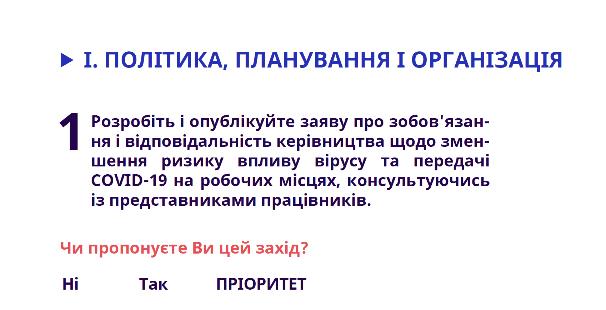 ▶ І. ПОЛІТИКА, ПЛАНУВАННЯ І ОРГАНІЗАЦІЯ
1 Розробіть і опублікуйте заяву про зобов'язан-
ня і відповідальність керівництва щодо змен-
шення ризику впливу вірусу та передачі
COVID-19 на робочих місцях, консультуючись
із представниками працівників.
Чи пропонуєте Ви цей захід?
Ні Так ПРІОРИТЕТ